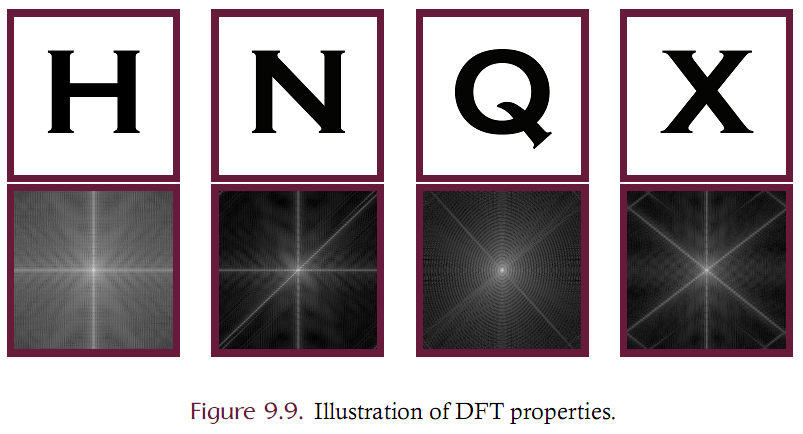 H N Q X
Figure 9.9. Illustration of DFT properties.